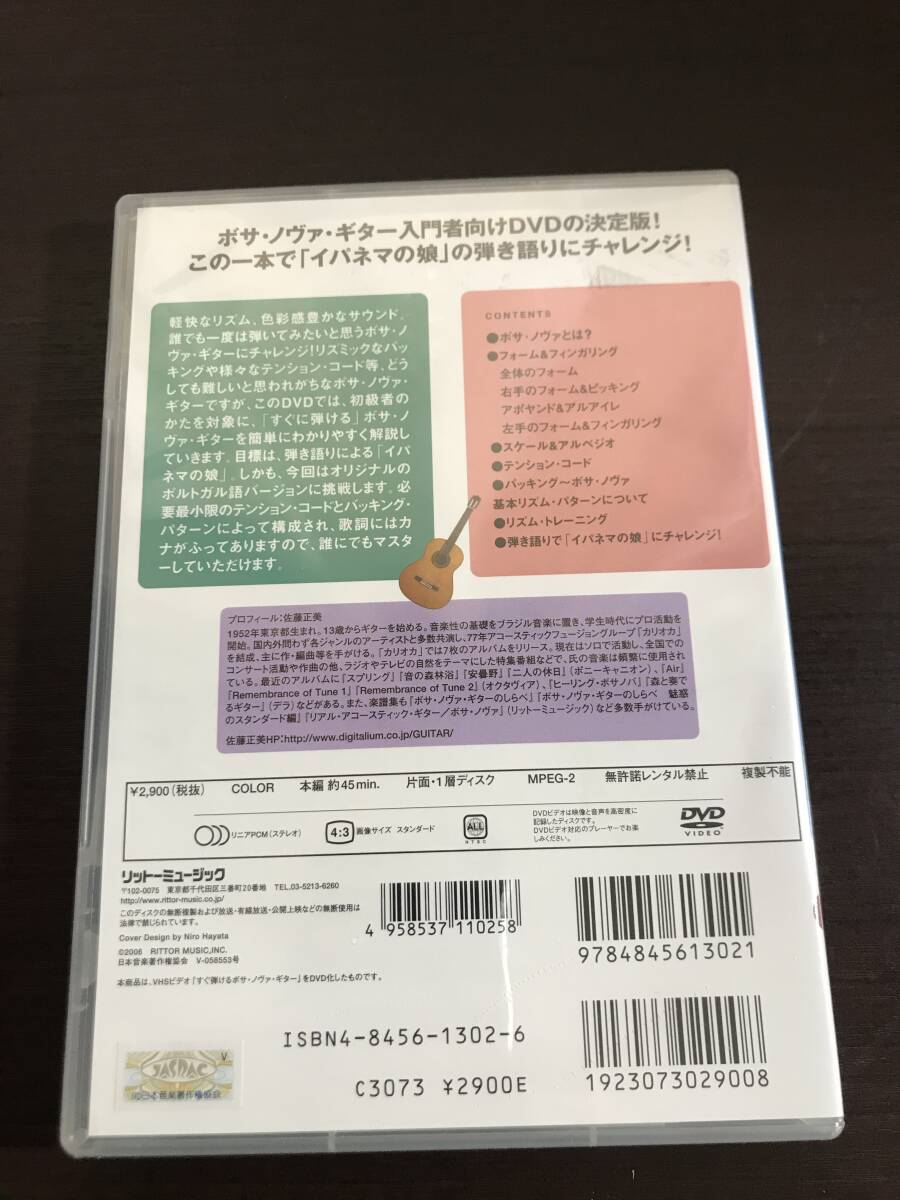 ボサ・ノヴァ・ギター入門者向けDVDの決定版!
この一本で「イパネマの娘」の弾き語りにチャレンジ!
軽快なリズム、色彩感豊かなサウンド。
誰でも一度は弾いてみたいと思うボサ・ノ
ヴァ・ギターにチャレンジ!リズミックなバッ
キングや様々なテンション・コード等、どう
しても難しいと思われがちなボサ・ノヴァ・
ギターですが、このDVDでは、初級者の
かたを対象に、「すぐに弾ける」ボサ・ノ
ヴァ・ギターを簡単にわかりやすく解説し
ていきます。目標は、弾き語りによる「イパ
ネマの娘」。しかも、今回はオリジナルの
ポルトガル語バージョンに挑戦します。必
要最小限のテンション・コードとバッキング・
パターンによって構成され、歌詞にはカ
ナがふってありますので、誰にでもマスタ
ーしていただけます。
CONTENTS
●ボサ・ノヴァとは?
●フォーム&フィンガリング
全体のフォーム
右手のフォーム&ピッキング
アポヤンド&アルアイレ
左手のフォーム&フィンガリング
●スケール&アルペジオ
●テンション・コード
●バッキング〜ボサ・ノヴァ
基本リズム・パターンについて
●リズム・トレーニング
●弾き語りで「イパネマの娘」にチャレンジ!
プロフィール:佐藤正美
1952年東京都生まれ。13歳からギターを始める。音楽性の基礎をブラジル音楽に置き、学生時代にプロ活動を
開始。国内外問わず各ジャンルのアーティストと多数共演し、77年アコースティックフュージョングループ「カリオカ」
を結成、主に作・編曲等を手がける。「カリオカ」では7枚のアルバムをリリース。現在はソロで活動し、全国での
コンサート活動や作曲の他、ラジオやテレビの自然をテーマにした特集番組などで、氏の音楽は頻繁に使用され
ている。最近のアルバムに『スプリング』『音の森林浴』『安曇野』『二人の休日』(ポニーキャニオン)、『Air』
『Remembrance of Tune 1』『Remembrance of Tune 2』(オクタヴィア)、『ヒーリング・ボサノバ』『森と奏で
るギター』(デラ)などがある。また、楽譜集も『ボサ・ノヴァ・ギターのしらべ』『ボサ・ノヴァ・ギターのしらべ 魅惑
のスタンダード編』『リアル・アコースティック・ギター/ボサ・ノヴァ』(リットーミュージック)など多数手がけている。
佐藤正美HP:http://www.digitalium.co.jp/GUITAR/
¥2,900(税抜) COLOR 本編 約45min. 片面・1層ディスク MPEG-2 無許諾レンタル禁止 複製不能
リニアPCM(ステレオ) 4:3 画像サイズ スタンダード ALL NTSC DVDビデオは映像と音声を高密度に
記録したディスクです。
DVDビデオ対応のプレーヤーでお楽
しみください。
DVD VIDEO
リットーミュージック
〒102-0075 東京都千代田区三番町20番地 TEL.03-5213-6260
http://www.rittor-music.co.jp/
このディスクの無断複製および放送・有線放送・公開上映などの無断使用は
法律で禁じられています。
Cover Design by Niro Hayata
©2006 RITTOR MUSIC,INC.
日本音楽著作権協会 V-058553号
本商品は、VHSビデオ「すぐ弾けるボサ・ノヴァ・ギター」をDVD化したものです。
4 958537 110258
9784845613021
ISBN4-8456-1302-6
C3073 ¥2900E
1923073029008
V
JASRAC
©日本音楽著作権協会